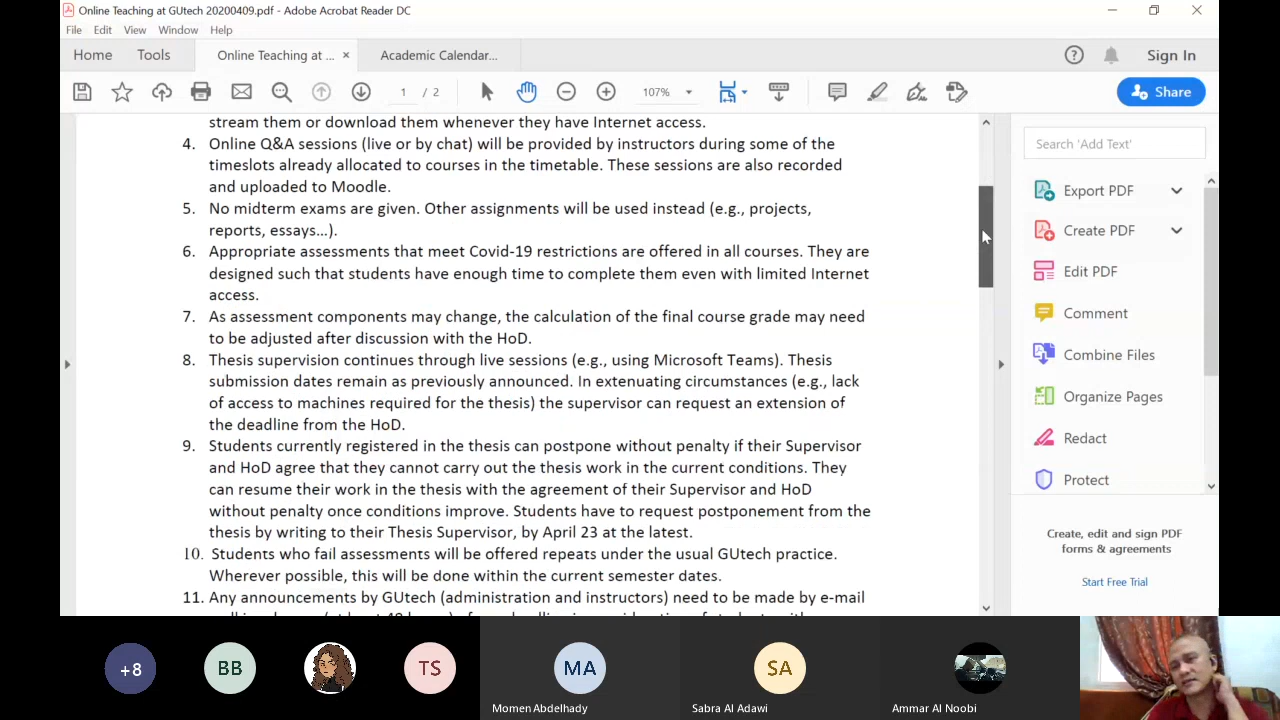 Online Teaching at GUtech 20200409.pdf - Adobe Acrobat Reader DC
File Edit View Window Help
Home Tools Online Teaching at ... × Academic Calendar... Sign In
1 / 2 107% Share
stream them or download them whenever they have Internet access.
4. Online Q&A sessions (live or by chat) will be provided by instructors during some of the
timeslots already allocated to courses in the timetable. These sessions are also recorded
and uploaded to Moodle.
5. No midterm exams are given. Other assignments will be used instead (e.g., projects,
reports, essays...).
6. Appropriate assessments that meet Covid-19 restrictions are offered in all courses. They are
designed such that students have enough time to complete them even with limited Internet
access.
7. As assessment components may change, the calculation of the final course grade may need
to be adjusted after discussion with the HoD.
8. Thesis supervision continues through live sessions (e.g., using Microsoft Teams). Thesis
submission dates remain as previously announced. In extenuating circumstances (e.g., lack
of access to machines required for the thesis) the supervisor can request an extension of
the deadline from the HoD.
9. Students currently registered in the thesis can postpone without penalty if their Supervisor
and HoD agree that they cannot carry out the thesis work in the current conditions. They
can resume their work in the thesis with the agreement of their Supervisor and HoD
without penalty once conditions improve. Students have to request postponement from the
thesis by writing to their Thesis Supervisor, by April 23 at the latest.
10. Students who fail assessments will be offered repeats under the usual GUtech practice.
Wherever possible, this will be done within the current semester dates.
11. Any announcements by GUtech (administration and instructors) need to be made by e-mail
Search 'Add Text'
Export PDF
Create PDF
Edit PDF
Comment
Combine Files
Organize Pages
Redact
Protect
Create, edit and sign PDF
forms & agreements
Start Free Trial
+8 BB TS MA SA
Momen Abdelhady Sabra Al Adawi Ammar Al Noobi